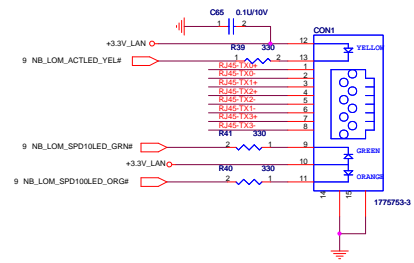 C65 0.1U/10V
1 2
CON1
+3.3V_LAN 12 YELLOW
R39 330
9 NB_LOM_ACTLED_YEL# 1 2 13
RJ45-TX0+ 1
RJ45-TX0- 2
RJ45-TX1+ 3
RJ45-TX2+ 4
RJ45-TX2- 5
RJ45-TX1- 6
RJ45-TX3+ 7
RJ45-TX3- 8
R41 330
9 NB_LOM_SPD10LED_GRN# 2 1 9 GREEN
+3.3V_LAN 10
R40 330
9 NB_LOM_SPD100LED_ORG# 2 1 11 ORANGE
14 15
1775753-3